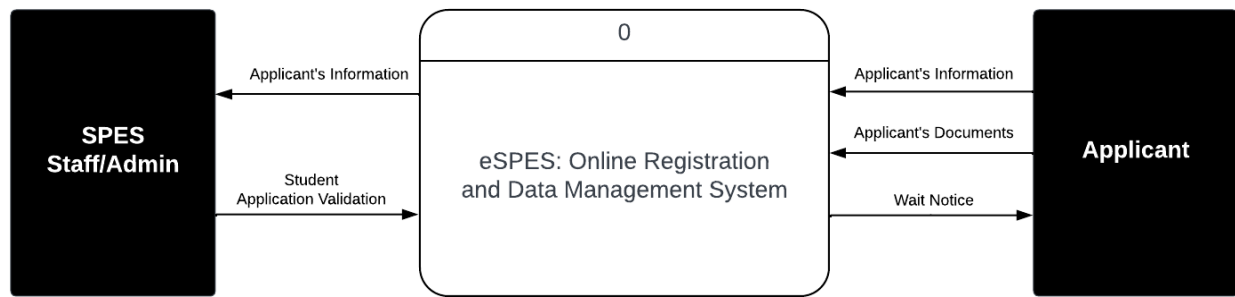 0
Applicant's Information
Applicant's Information
SPES
Staff/Admin
Applicant's Documents
eSPES: Online Registration
and Data Management System
Applicant
Student
Application Validation
Wait Notice